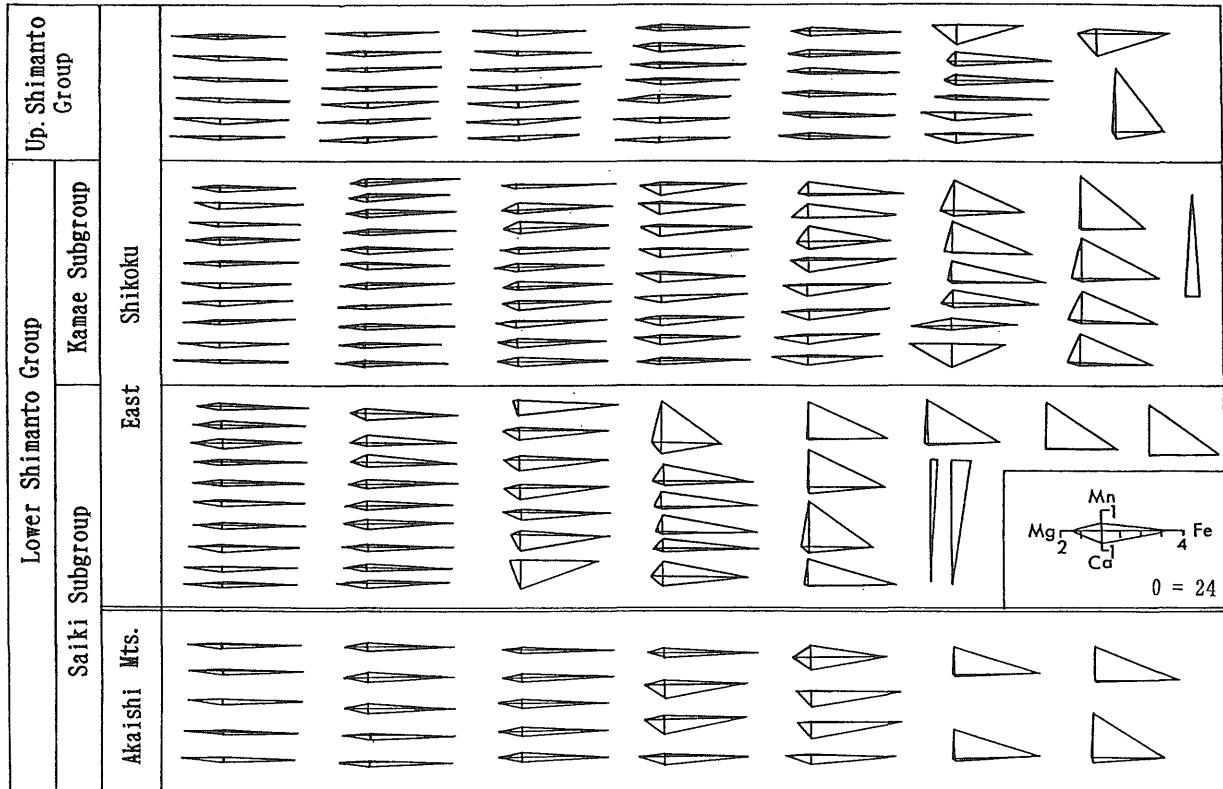 Up. Shimanto
Group
Lower Shimanto Group
Kamae Subgroup
Saiki Subgroup
East Shikoku
Akaishi Mts.
Mn
1
Mg
2
4
Fe
1
Ca
0 = 24